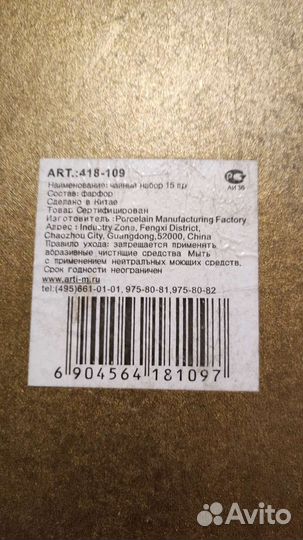 ART.:418-109
Наименование: чайный набор 15 пр
Состав: фарфор
Сделано в Китае
Товар Сертифицирован
Изготовитель: Porcelain Manufacturing Factory
Адрес: Industry Zone, Fengxi District,
Chaozhou City, Guangdong,52000, China
Правило ухода: запрещается применять
абразивные чистящие средства Мыть
с применением нейтральных моющих средств.
Срок годности неограничен
www.arti-m.ru
tel:(495)661-01-01, 975-80-81,975-80-82
6 904564 181097
АИ 36
Avito